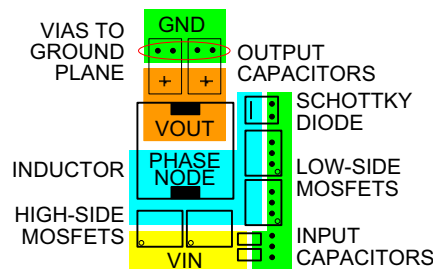 GND
VIAS TO
GROUND
PLANE
OUTPUT
CAPACITORS
+ +
SCHOTTKY
DIODE
VOUT
INDUCTOR
PHASE
NODE
LOW-SIDE
MOSFETS
HIGH-SIDE
MOSFETS
INPUT
CAPACITORS
VIN